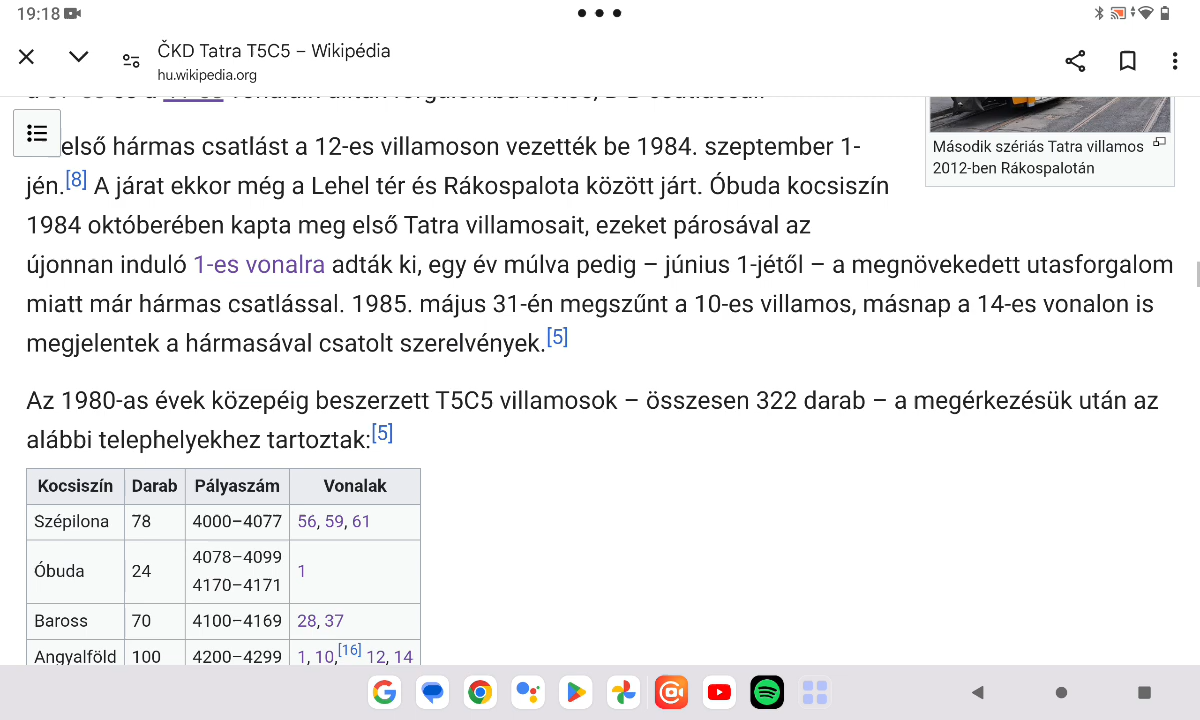 19:18
ČKD Tatra T5C5 – Wikipédia
hu.wikipedia.org
első hármas csatlást a 12-es villamoson vezették be 1984. szeptember 1-
jén.[8] A járat ekkor még a Lehel tér és Rákospalota között járt. Óbuda kocsiszín
1984 októberében kapta meg első Tatra villamosait, ezeket párosával az
újonnan induló 1-es vonalra adták ki, egy év múlva pedig – június 1-jétől – a megnövekedett utasforgalom
miatt már hármas csatlással. 1985. május 31-én megszűnt a 10-es villamos, másnap a 14-es vonalon is
megjelentek a hármasával csatolt szerelvények.[5]
Második szériás Tatra villamos
2012-ben Rákospalotán
Az 1980-as évek közepéig beszerzett T5C5 villamosok – összesen 322 darab – a megérkezésük után az
alábbi telephelyekhez tartoztak:[5]
Kocsiszín Darab Pályaszám Vonalak
Szépilona 78 4000–4077 56, 59, 61
Óbuda 24 4078–4099 1
4170–4171
Baross 70 4100–4169 28, 37
Angyalföld 100 4200–4299 1, 10,[16] 12, 14